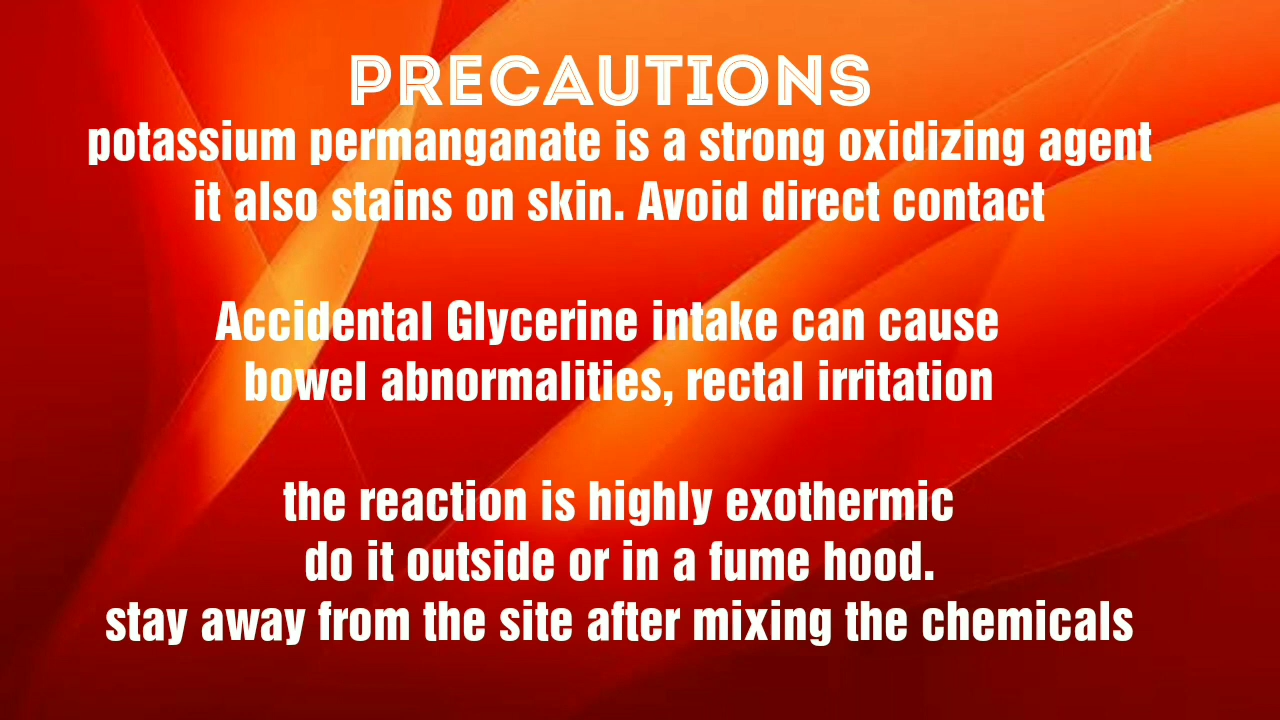 PRECAUTIONS
potassium permanganate is a strong oxidizing agent
it also stains on skin. Avoid direct contact
Accidental Glycerine intake can cause
bowel abnormalities, rectal irritation
the reaction is highly exothermic
do it outside or in a fume hood.
stay away from the site after mixing the chemicals